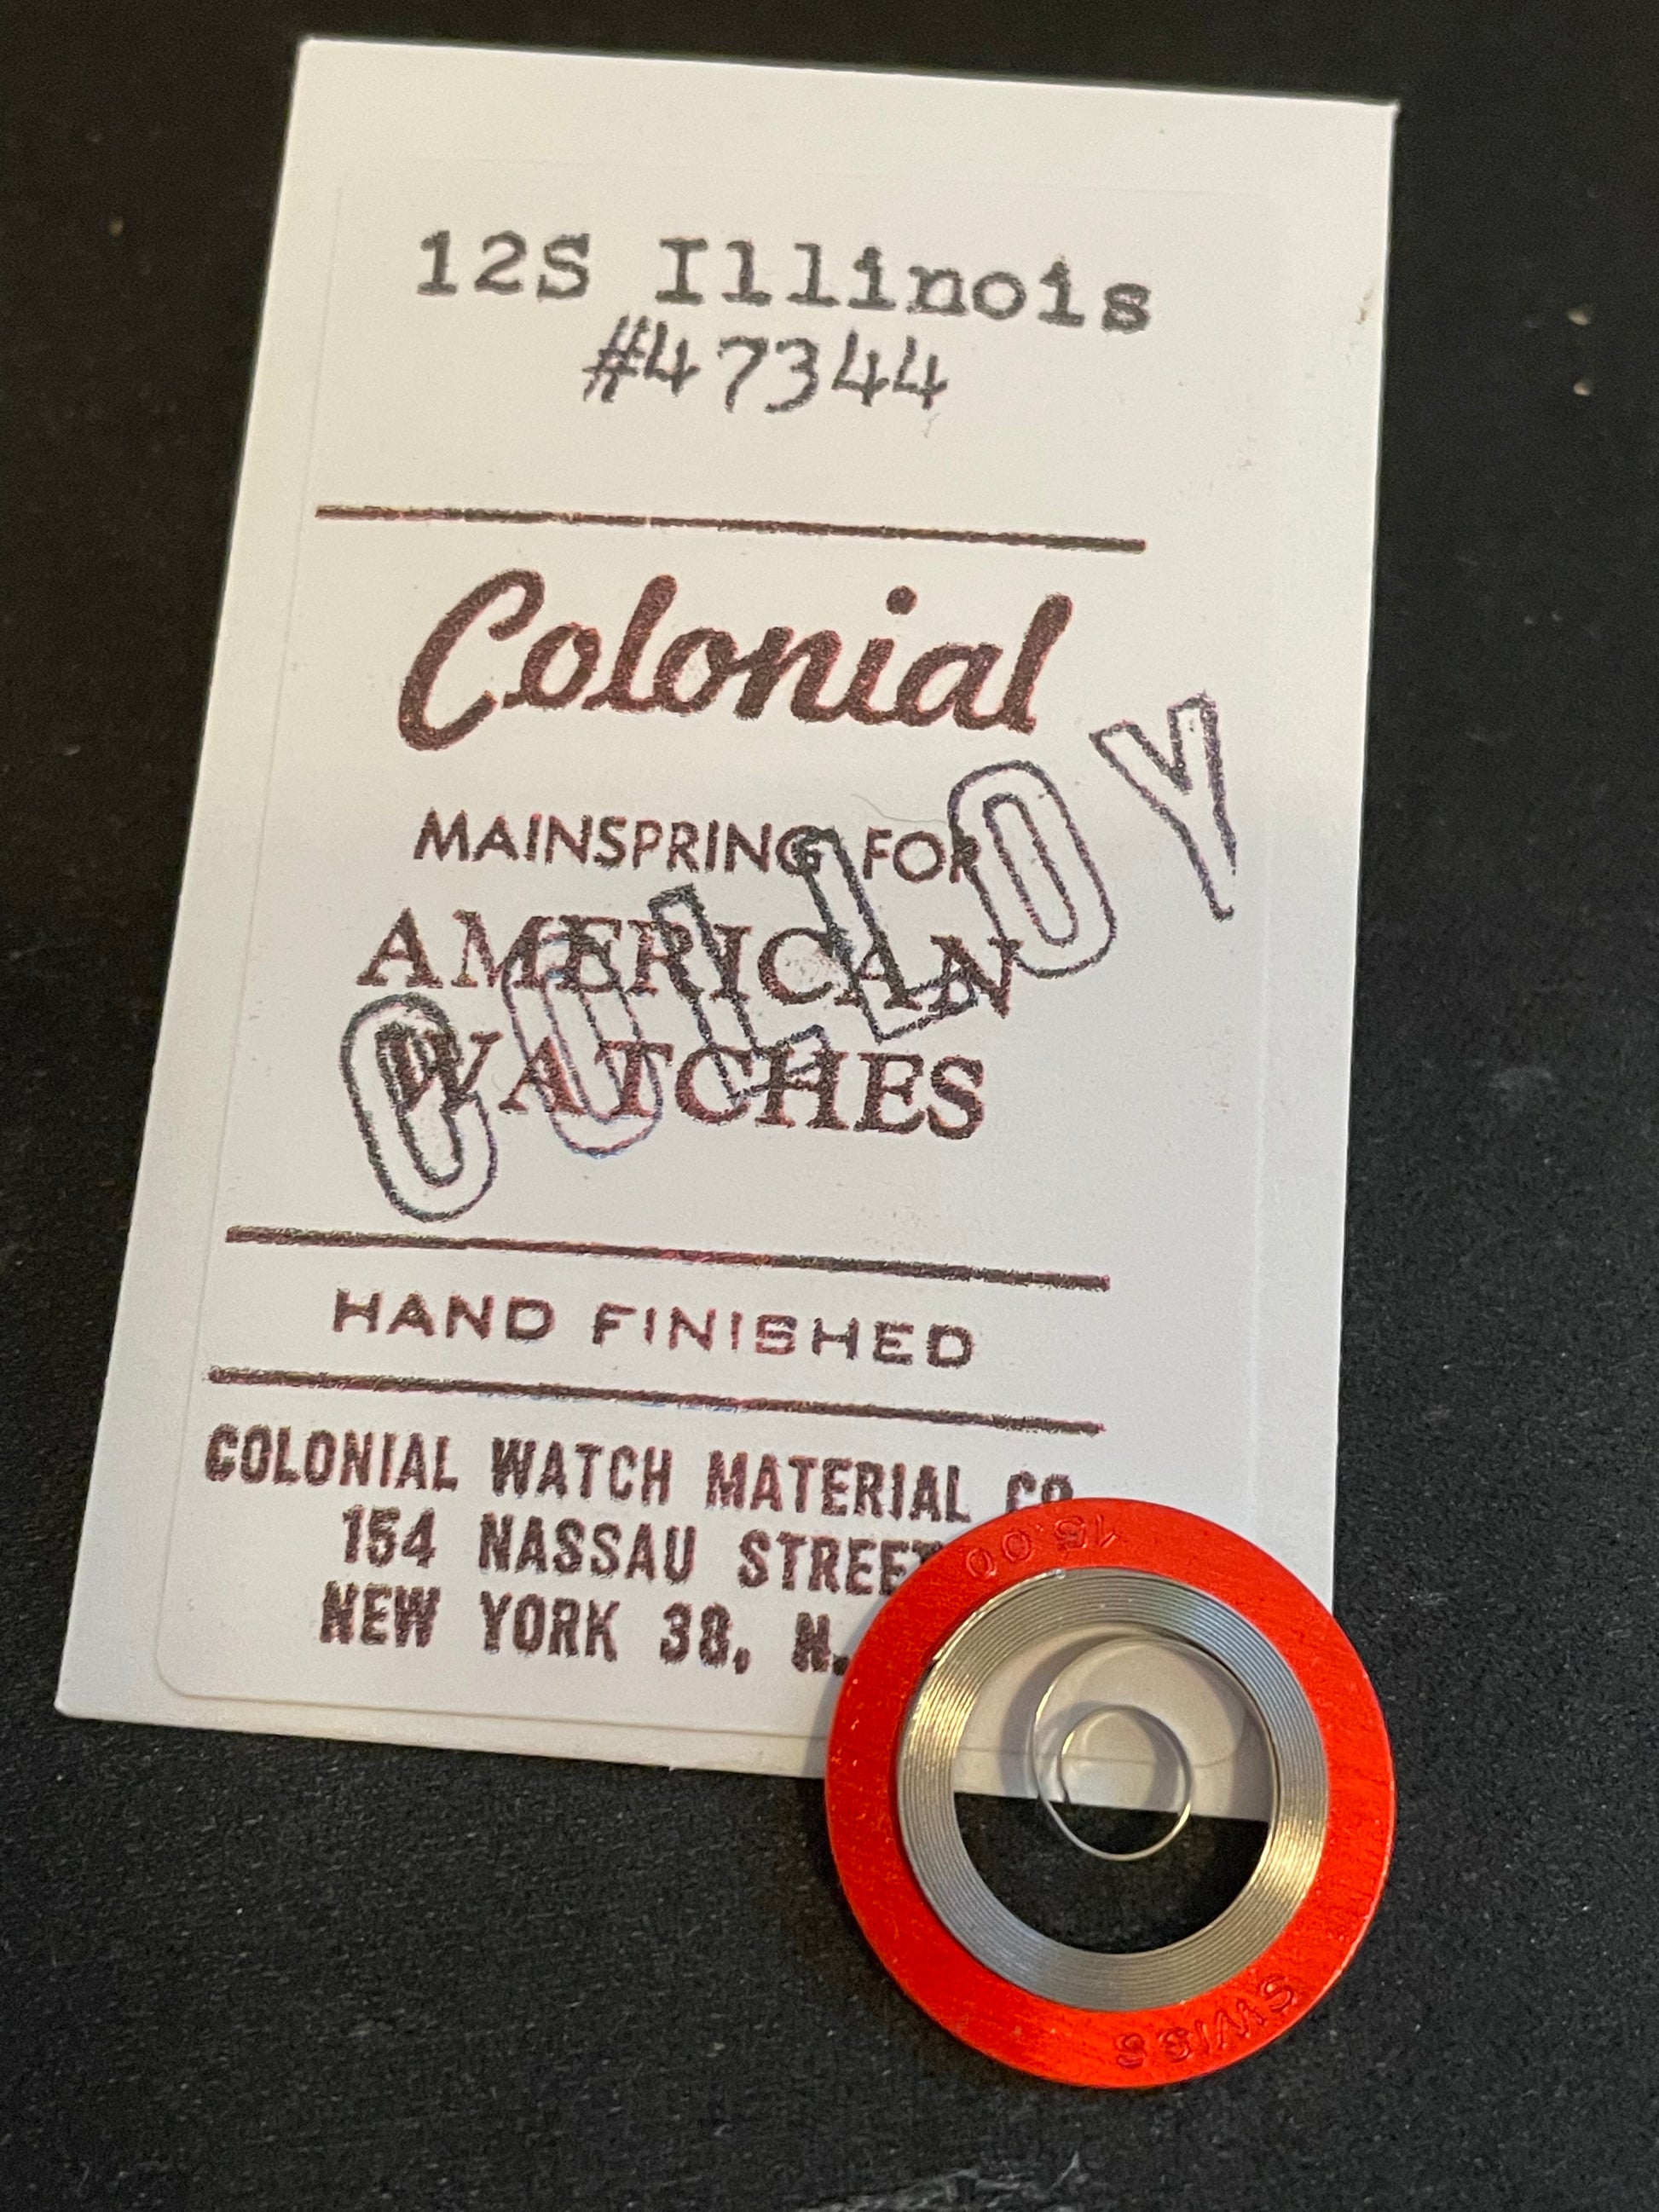 12S Illinois
#47344
Colonial
MAINSPRING FOR
AMERICAN
WATCHES
COLLOY
HAND FINISHED
COLONIAL WATCH MATERIAL CO
154 NASSAU STREET
NEW YORK 38, N.
15.00
SWISS